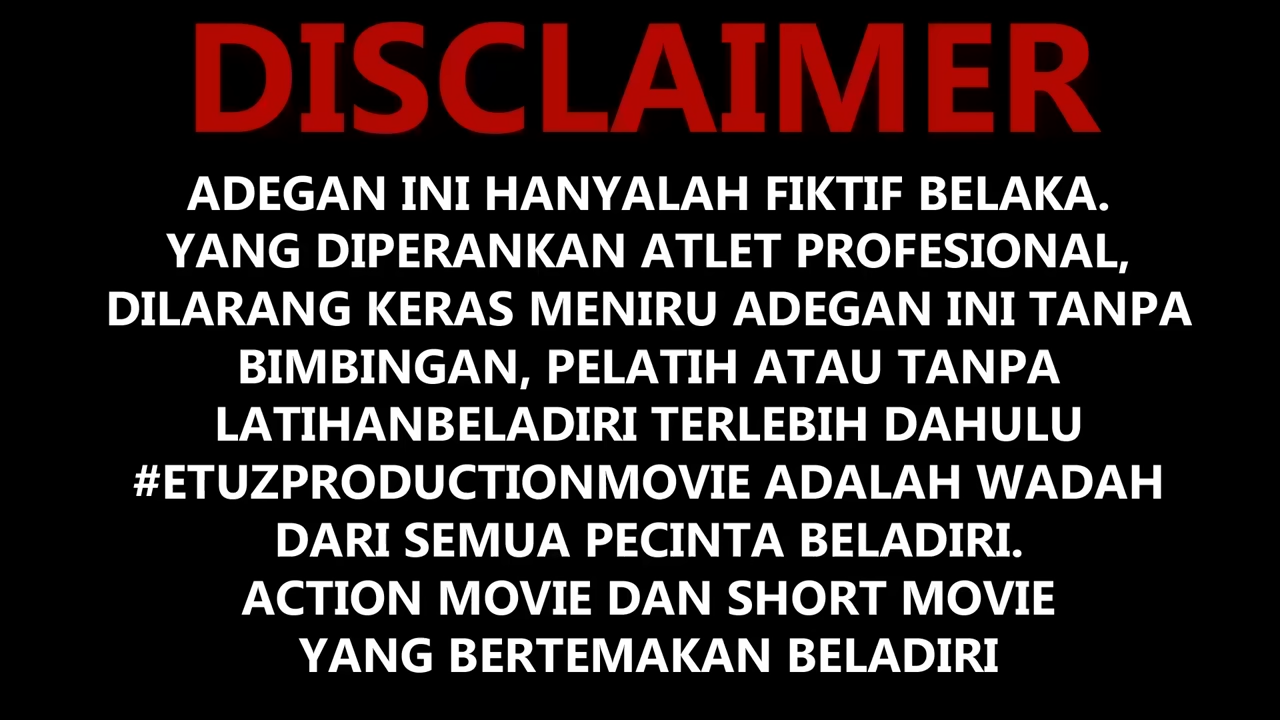 DISCLAIMER
ADEGAN INI HANYALAH FIKTIF BELAKA.
YANG DIPERANKAN ATLET PROFESIONAL,
DILARANG KERAS MENIRU ADEGAN INI TANPA
BIMBINGAN, PELATIH ATAU TANPA
LATIHANBELADIRI TERLEBIH DAHULU
#ETUZPRODUCTIONMOVIE ADALAH WADAH
DARI SEMUA PECINTA BELADIRI.
ACTION MOVIE DAN SHORT MOVIE
YANG BERTEMAKAN BELADIRI